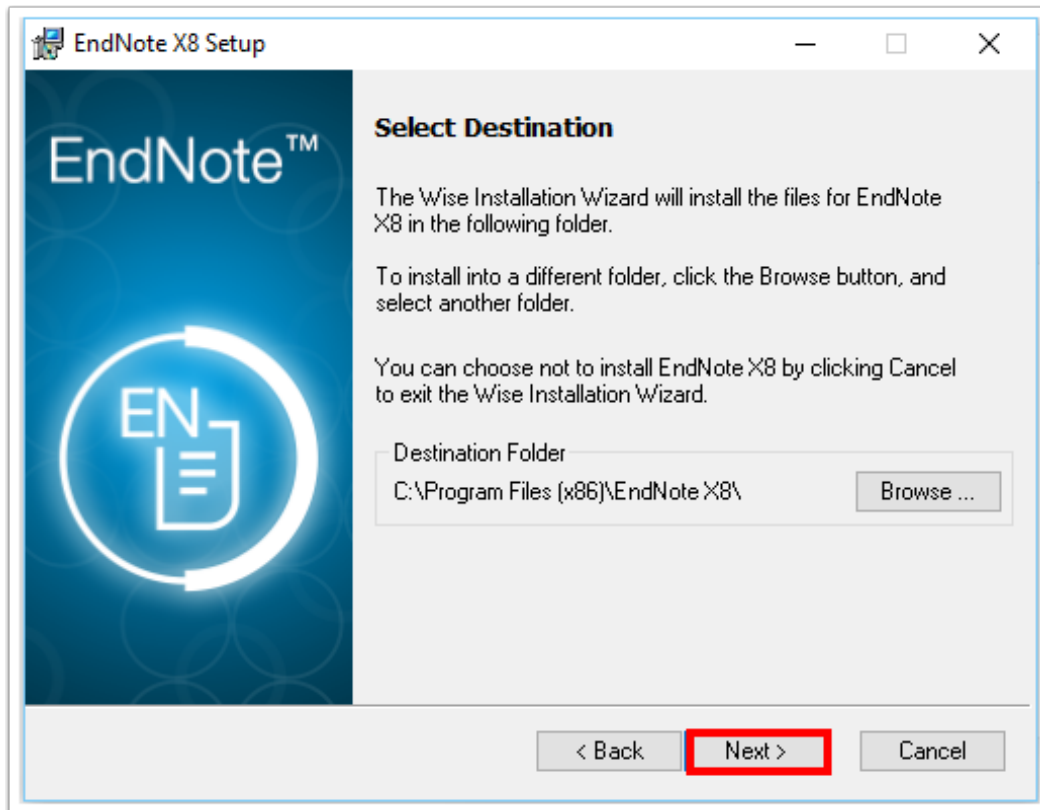 EndNote X8 Setup
EndNote™
EN
Select Destination
The Wise Installation Wizard will install the files for EndNote
X8 in the following folder.
To install into a different folder, click the Browse button, and
select another folder.
You can choose not to install EndNote X8 by clicking Cancel
to exit the Wise Installation Wizard.
Destination Folder
C:\Program Files (x86)\EndNote X8\
Browse ...
< Back
Next >
Cancel